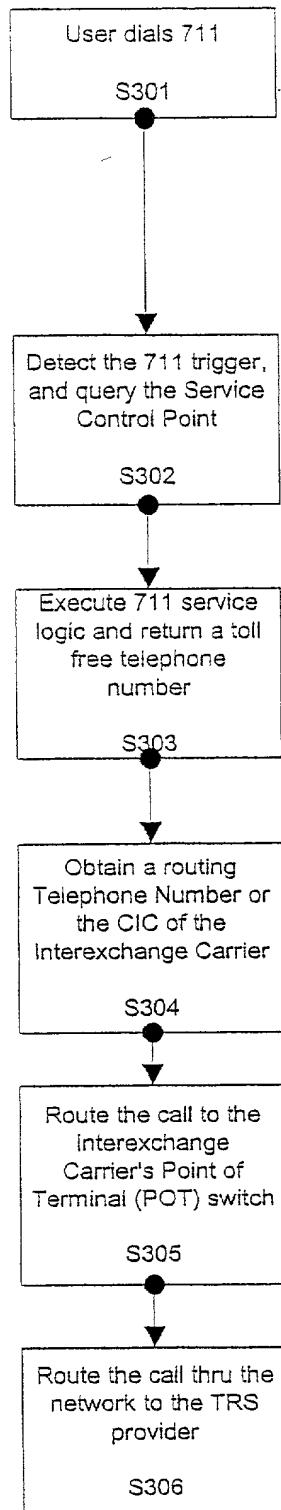 User dials 711
S301
Detect the 711 trigger,
and query the Service
Control Point
S302
Execute 711 service
logic and return a toll
free telephone
number
S303
Obtain a routing
Telephone Number or
the CIC of the
Interexchange Carrier
S304
Route the call to the
Interexchange
Carrier's Point of
Terminal (POT) switch
S305
Route the call thru the
network to the TRS
provider
S306